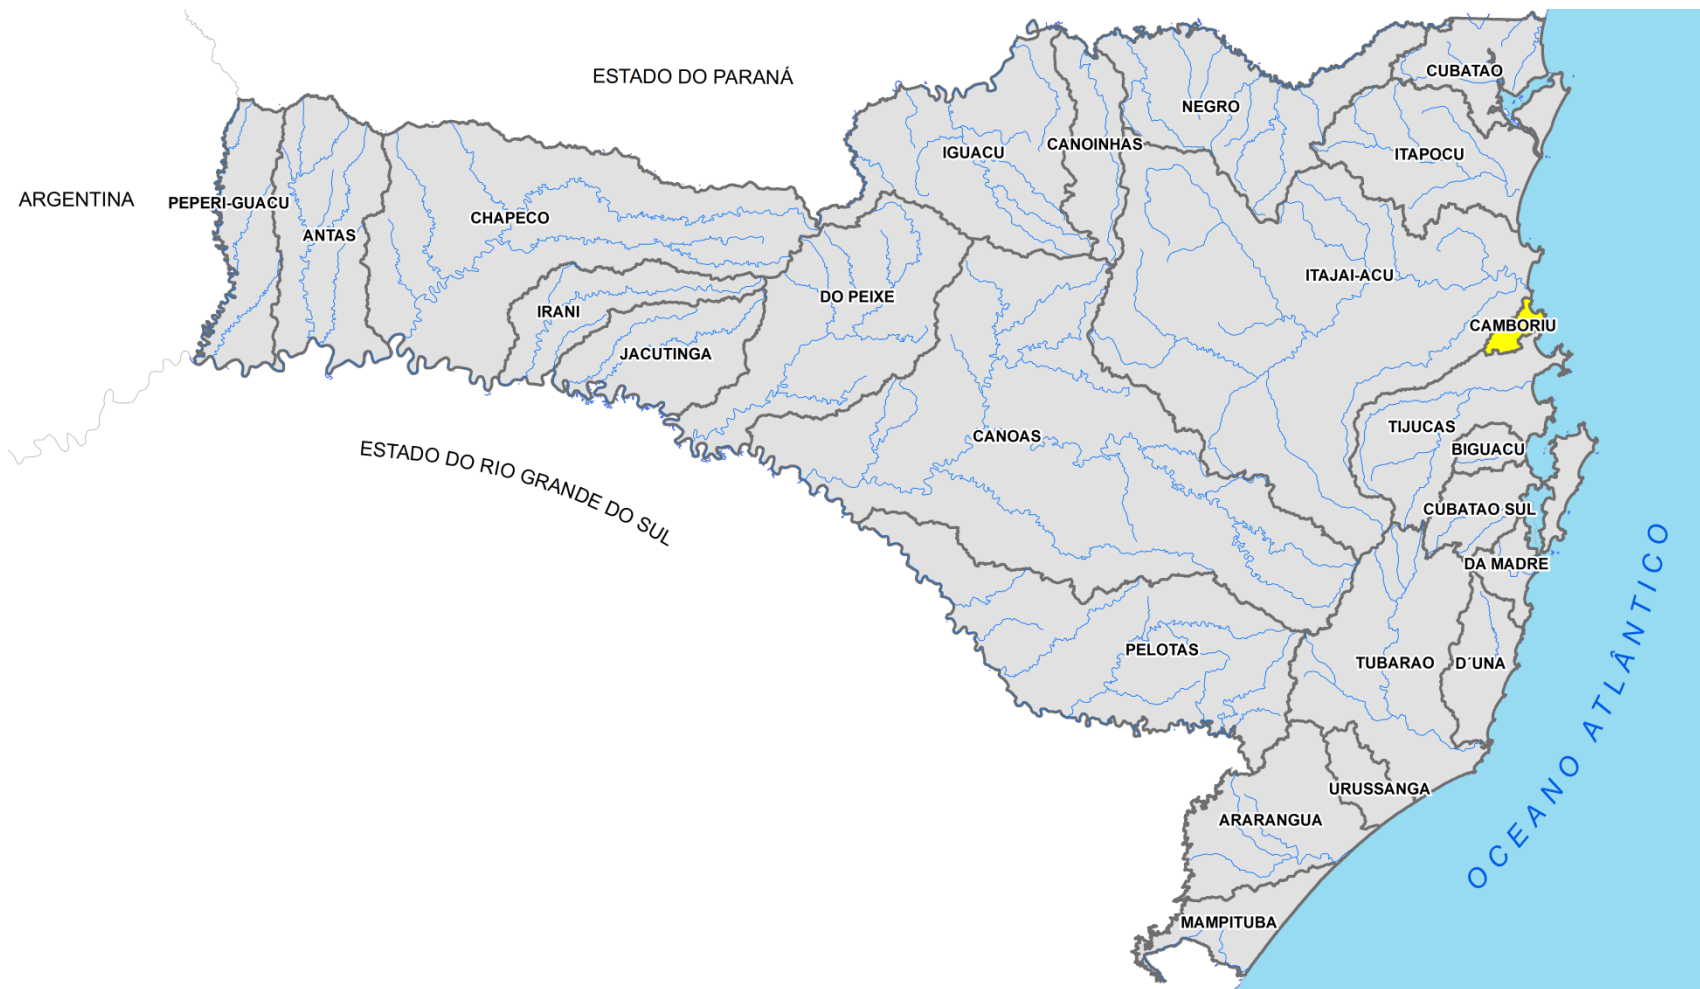 ESTADO DO PARANÁ
CUBATAO
NEGRO
CANOINHAS
IGUACU
ITAPOCU
ARGENTINA
PEPERI-GUACU
CHAPECO
ANTAS
ITAJAI-ACU
DO PEIXE
IRANI
CAMBORIU
JACUTINGA
TIJUCAS
CANOAS
BIGUACU
ESTADO DO RIO GRANDE DO SUL
CUBATAO SUL
DA MADRE
PELOTAS
TUBARAO
D´UNA
OCEANO ATLÂNTICO
URUSSANGA
ARARANGUA
MAMPITUBA